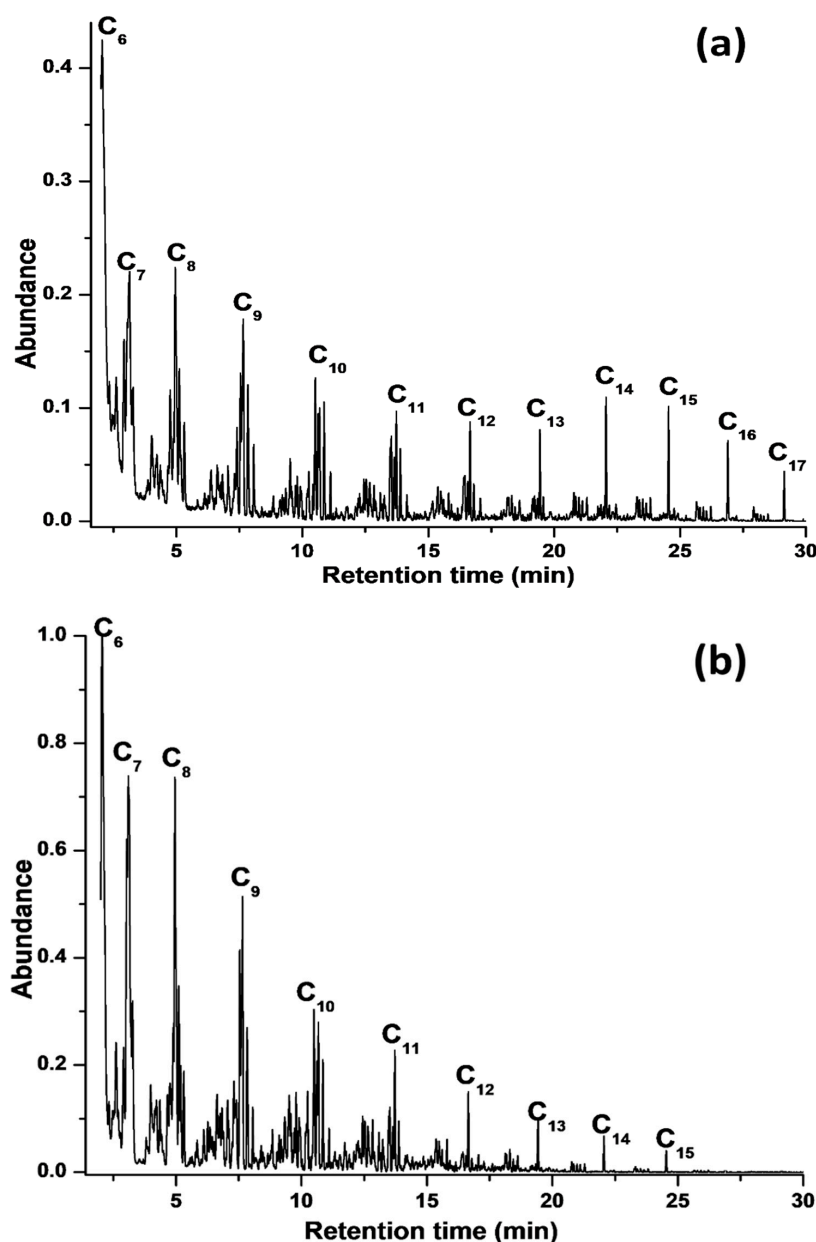 (a)
C₆
C₇
C₈
C₉
C₁₀
C₁₁
C₁₂
C₁₃
C₁₄
C₁₅
C₁₆
C₁₇
Abundance
0.4
0.3
0.2
0.1
0.0
5 10 15 20 25 30
Retention time (min)
(b)
C₆
C₇
C₈
C₉
C₁₀
C₁₁
C₁₂
C₁₃
C₁₄
C₁₅
Abundance
1.0
0.8
0.6
0.4
0.2
0.0
5 10 15 20 25 30
Retention time (min)